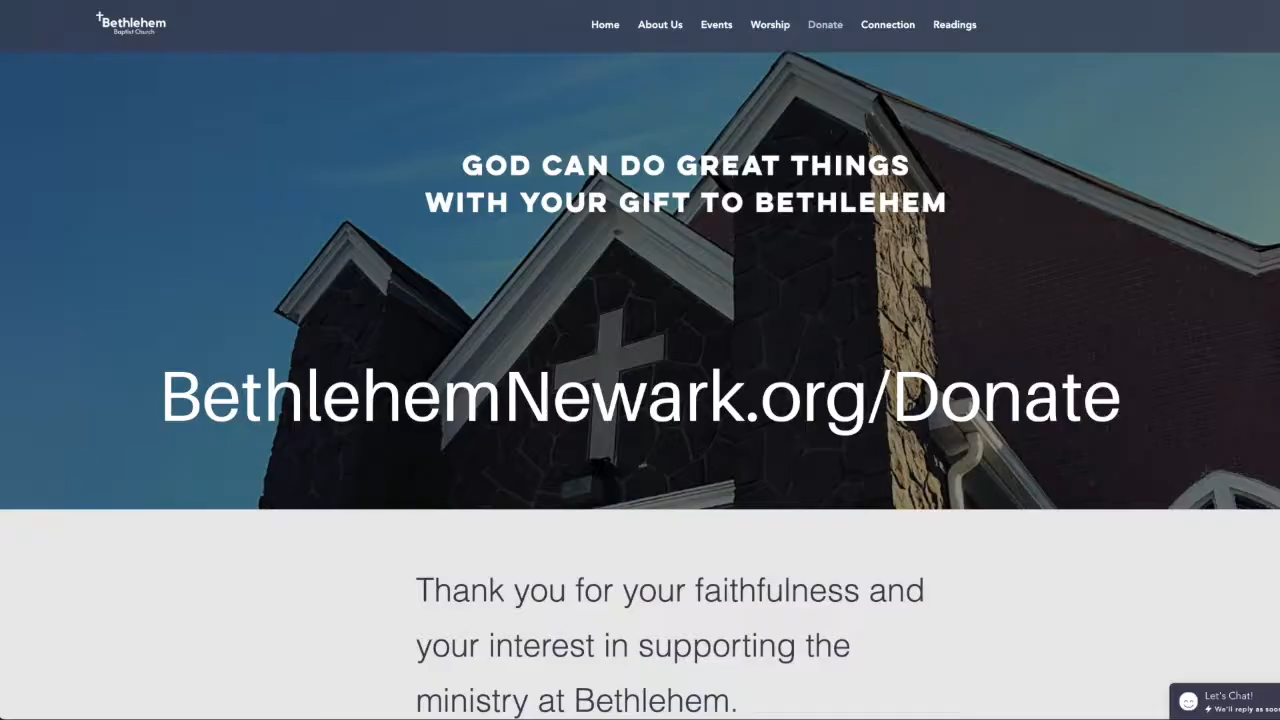 Bethlehem
Baptist Church
Home About Us Events Worship Donate Connection Readings
GOD CAN DO GREAT THINGS
WITH YOUR GIFT TO BETHLEHEM
BethlehemNewark.org/Donate
Thank you for your faithfulness and
your interest in supporting the
ministry at Bethlehem.
Let's Chat!
We'll reply as soo